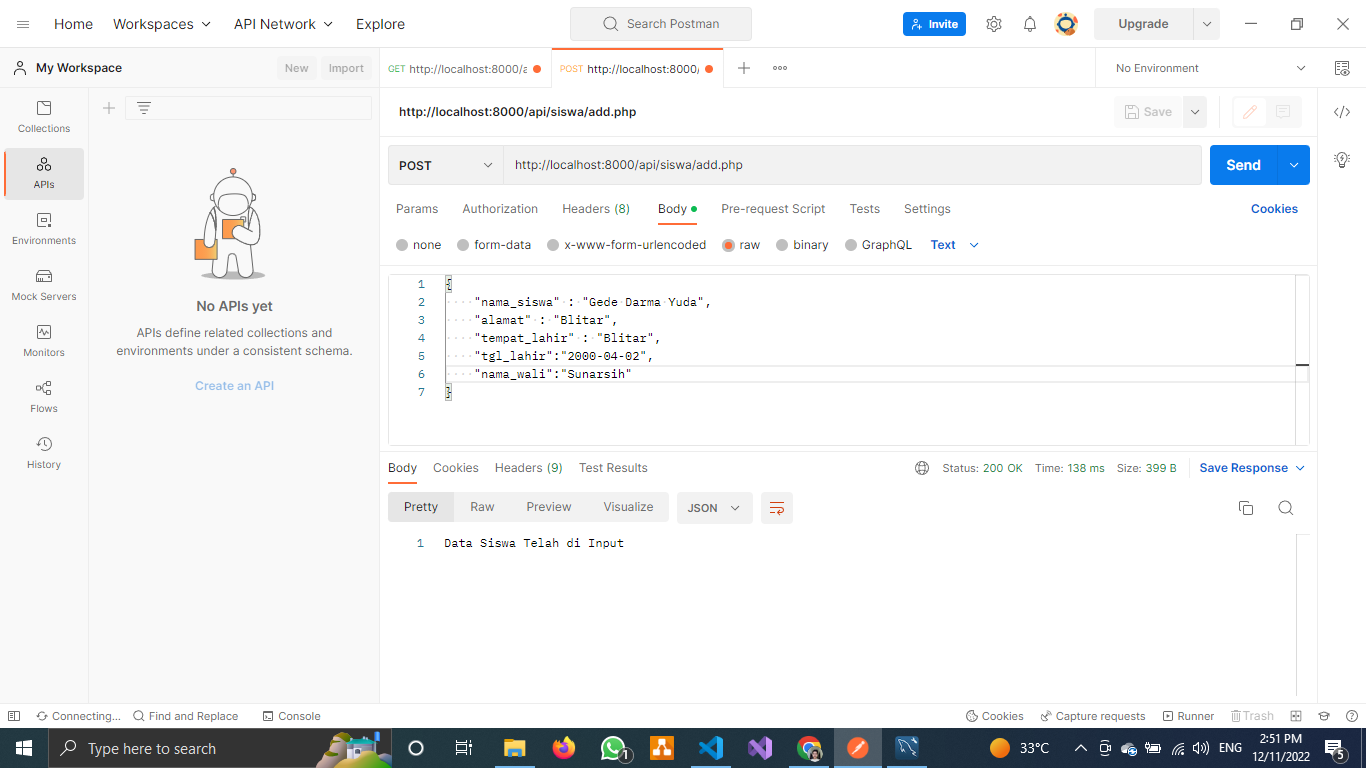 Home Workspaces API Network Explore Search Postman Invite Upgrade
My Workspace New Import GET http://localhost:8000/a POST http://localhost:8000/ No Environment
Collections
APIs
Environments
Mock Servers
Monitors
Flows
History
No APIs yet
APIs define related collections and
environments under a consistent schema.
Create an API
http://localhost:8000/api/siswa/add.php Save
POST http://localhost:8000/api/siswa/add.php Send
Params Authorization Headers (8) Body Pre-request Script Tests Settings Cookies
none form-data x-www-form-urlencoded raw binary GraphQL Text
1 {
2 "nama_siswa" : "Gede Darma Yuda",
3 "alamat" : "Blitar",
4 "tempat_lahir" : "Blitar",
5 "tgl_lahir":"2000-04-02",
6 "nama_wali":"Sunarsih"
7 }
Body Cookies Headers (9) Test Results Status: 200 OK Time: 138 ms Size: 399 B Save Response
Pretty Raw Preview Visualize JSON
1 Data Siswa Telah di Input
Connecting... Find and Replace Console Cookies Capture requests Runner Trash
Type here to search 1 33°C ENG 2:51 PM
12/11/2022 5